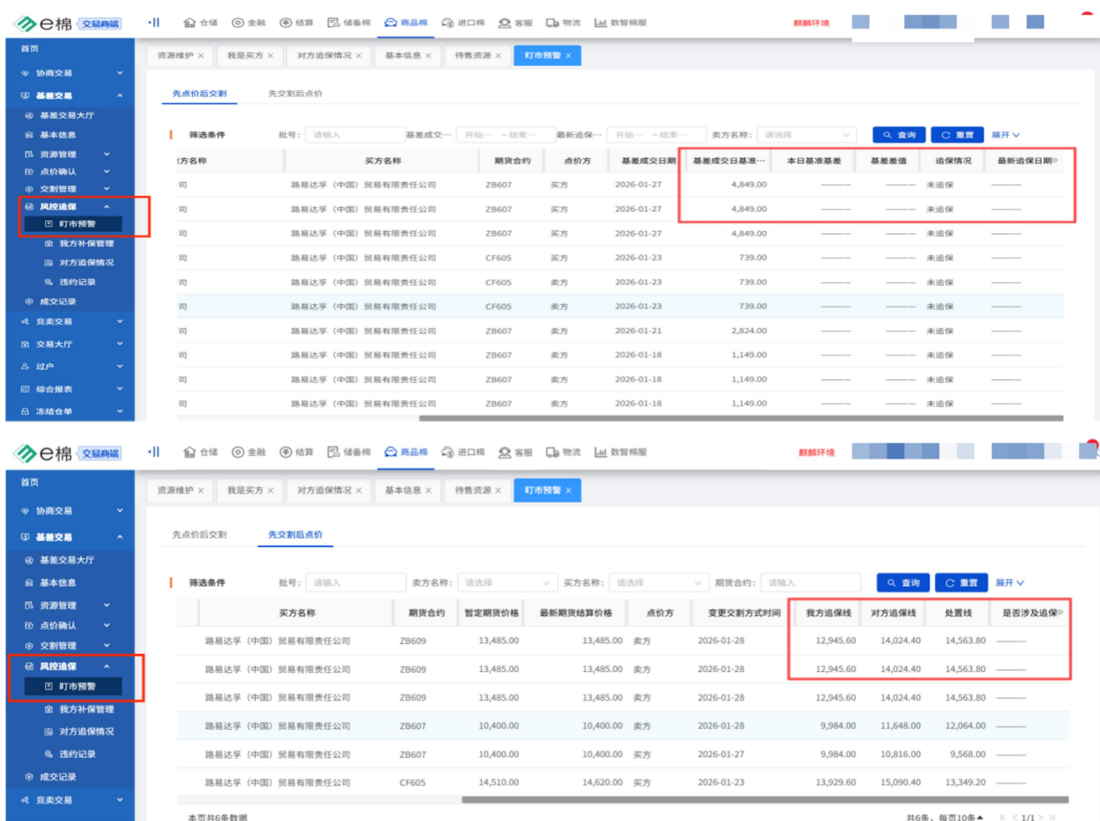 e棉 交易商端 仓储 金融 结算 储备棉 商品棉 进口棉 客服 物流 数智棉服 麒麟环境
首页 资源维护 × 我是买方 × 对方追保情况 × 基本信息 × 待售资源 × 盯市预警 ×
协商交易
基差交易 先点价后交割 先交割后点价
基差交易大厅
基本信息 筛选条件 批号: 请输入 基差成交… 开始… - 结束… 最新追保… 开始… - 结束… 卖方名称: 请选择 查询 重置 展开
资源管理 方名称 买方名称 期货合约 点价方 基差成交日期 基差成交日基准… 本日基准基差 基差差值 追保情况 最新追保日期
点价确认 司 路易达孚（中国）贸易有限责任公司 ZB607 买方 2026-01-27 4,849.00 ——— ——— 未追保 ———
交割管理
风控追保 司 路易达孚（中国）贸易有限责任公司 ZB607 买方 2026-01-27 4,849.00 ——— ——— 未追保 ———
盯市预警
我方补保管理 司 路易达孚（中国）贸易有限责任公司 ZB607 买方 2026-01-27 4,849.00 ——— ——— 未追保 ———
对方追保情况 司 路易达孚（中国）贸易有限责任公司 CF605 买方 2026-01-23 739.00 ——— ——— 未追保 ———
违约记录 司 路易达孚（中国）贸易有限责任公司 CF605 卖方 2026-01-23 739.00 ——— ——— 未追保 ———
成交记录 司 路易达孚（中国）贸易有限责任公司 CF605 卖方 2026-01-23 739.00 ——— ——— 未追保 ———
竞卖交易 司 路易达孚（中国）贸易有限责任公司 ZB607 卖方 2026-01-21 2,824.00 ——— ——— 未追保 ———
交易大厅 司 路易达孚（中国）贸易有限责任公司 ZB607 卖方 2026-01-18 1,149.00 ——— ——— 未追保 ———
过户 司 路易达孚（中国）贸易有限责任公司 ZB607 卖方 2026-01-18 1,149.00 ——— ——— 未追保 ———
综合报表
冻结仓单 司 路易达孚（中国）贸易有限责任公司 ZB607 卖方 2026-01-18 1,149.00 ——— ——— 未追保 ———
e棉 交易商端 仓储 金融 结算 储备棉 商品棉 进口棉 客服 物流 数智棉服 麒麟环境
首页 资源维护 × 我是买方 × 对方追保情况 × 基本信息 × 待售资源 × 盯市预警 ×
协商交易
基差交易 先点价后交割 先交割后点价
基差交易大厅
基本信息 筛选条件 批号: 请输入 卖方名称: 请选择 买方名称: 请选择 期货合约: 请输入 查询 重置 展开
资源管理 买方名称 期货合约 暂定期货价格 最新期货结算价格 点价方 变更交割方式时间 我方追保线 对方追保线 处置线 是否涉及追保
点价确认
交割管理 路易达孚（中国）贸易有限责任公司 ZB609 13,485.00 13,485.00 卖方 2026-01-28 12,945.60 14,024.40 14,563.80 ———
风控追保 路易达孚（中国）贸易有限责任公司 ZB609 13,485.00 13,485.00 卖方 2026-01-28 12,945.60 14,024.40 14,563.80 ———
盯市预警 路易达孚（中国）贸易有限责任公司 ZB609 13,485.00 13,485.00 卖方 2026-01-28 12,945.60 14,024.40 14,563.80 ———
我方补保管理
对方追保情况 路易达孚（中国）贸易有限责任公司 ZB607 10,400.00 10,400.00 卖方 2026-01-28 9,984.00 11,648.00 12,064.00 ———
违约记录 路易达孚（中国）贸易有限责任公司 ZB607 10,400.00 10,400.00 买方 2026-01-27 9,984.00 10,816.00 9,568.00 ———
成交记录 路易达孚（中国）贸易有限责任公司 CF605 14,510.00 14,620.00 买方 2026-01-23 13,929.60 15,090.40 13,349.20 ———
竞卖交易
本页共6条数据 共6条，每页10条 1/1